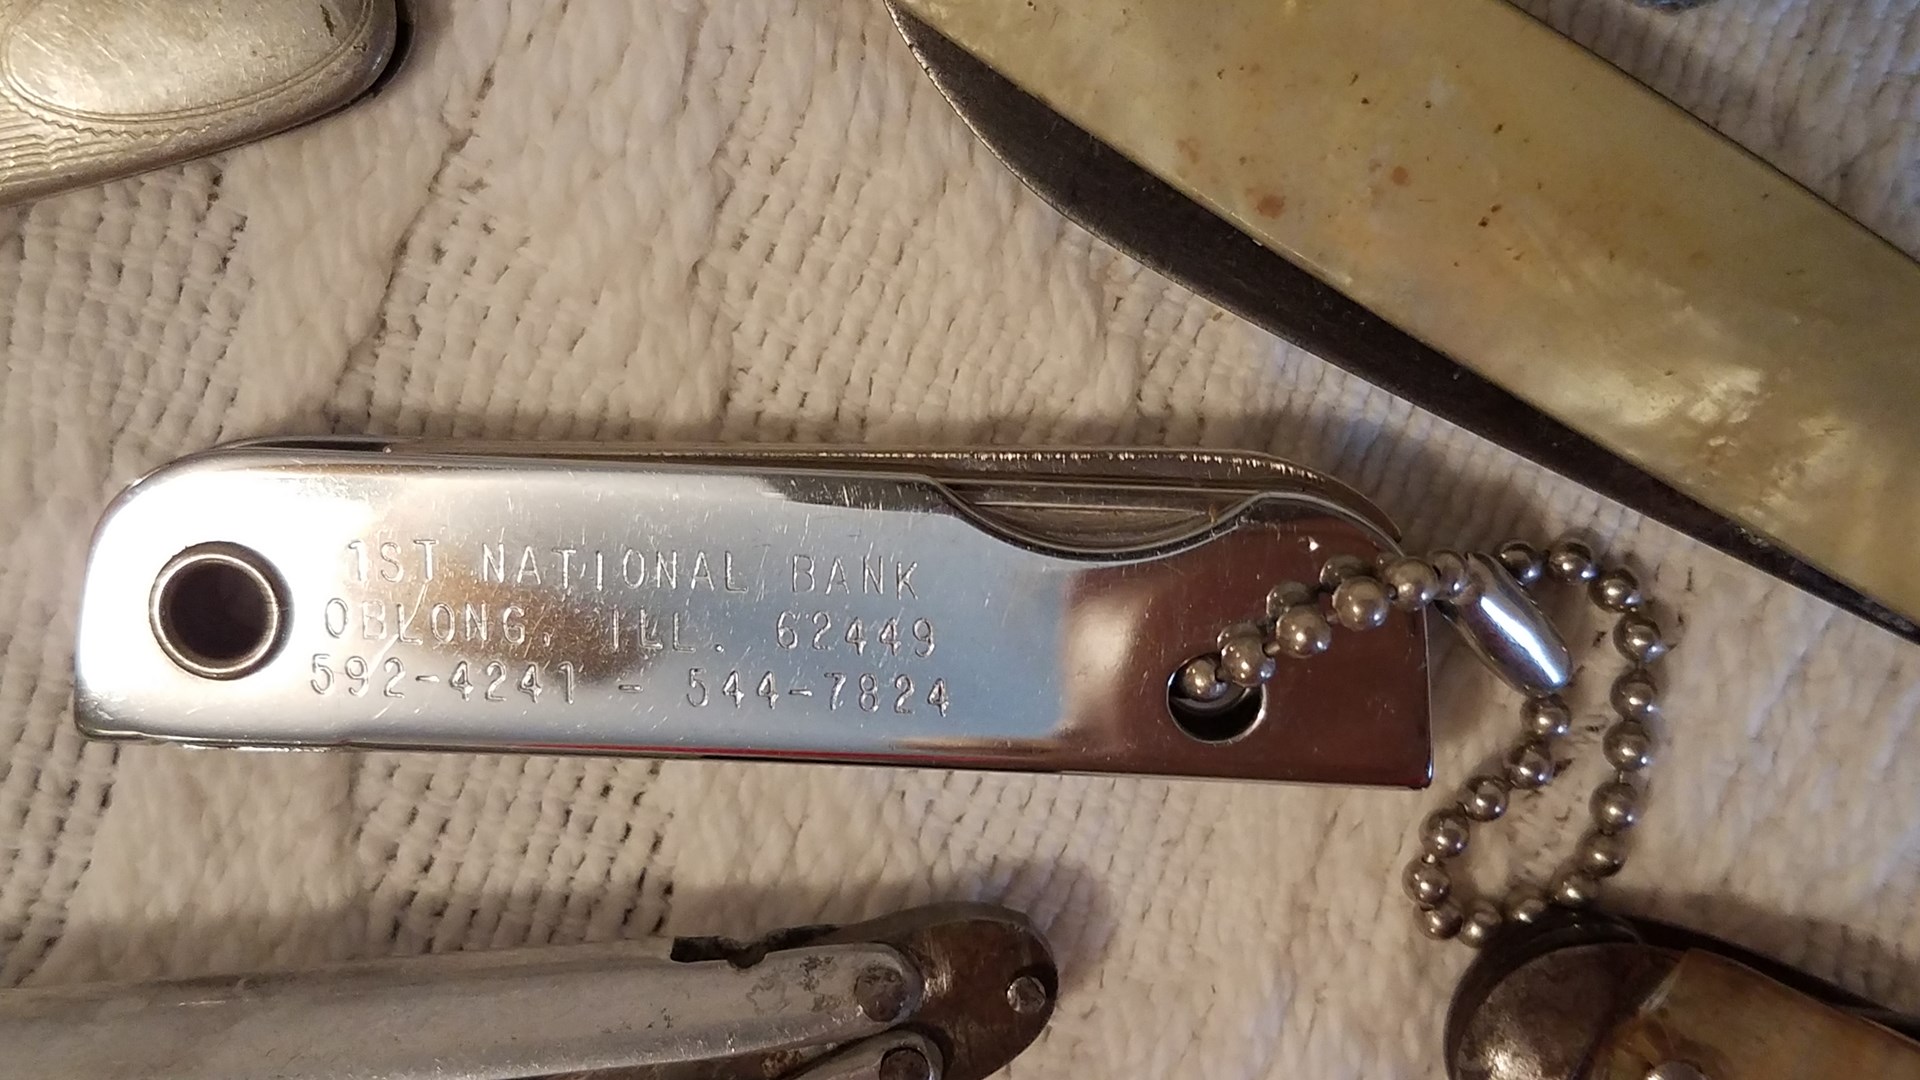 1ST NATIONAL BANK
OBLONG, ILL. 62449
592-4241 - 544-7824